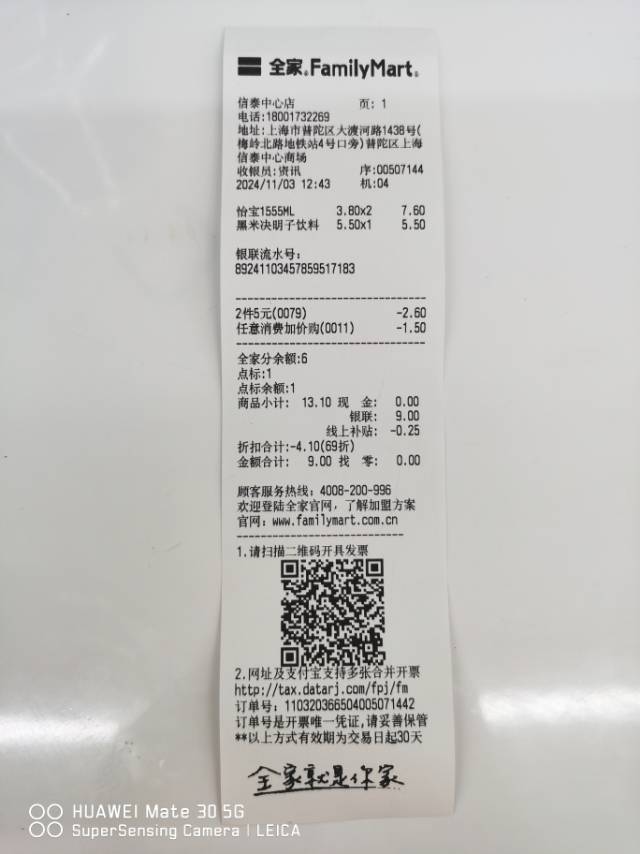 全家®FamilyMart®
信泰中心店 页: 1
电话:18001732269
地址:上海市普陀区大渡河路1438号(
梅岭北路地铁站4号口旁)普陀区上海
信泰中心商场
收银员:资讯 序:00507144
2024/11/03 12:43 机:04
怡宝1555ML 3.80x2 7.60
黑米决明子饮料 5.50x1 5.50
银联流水号:
89241103457859517183
2件5元(0079) -2.60
任意消费加价购(0011) -1.50
全家分余额:6
点标:1
点标余额:1
商品小计: 13.10 现 金: 0.00
银联: 9.00
线上补贴: -0.25
折扣合计:-4.10(69折)
金额合计: 9.00 找 零: 0.00
顾客服务热线: 4008-200-996
欢迎登陆全家官网，了解加盟方案
官网: www.familymart.com.cn
1.请扫描二维码开具发票
2.网址及支付宝支持多张合并开票
http://tax.datarj.com/fpj/fm
订单号: 110320366504005071442
订单号是开票唯一凭证,请妥善保管
**以上方式有效期为交易日起30天
全家就是你家
HUAWEI Mate 30 5G
SuperSensing Camera | LEICA